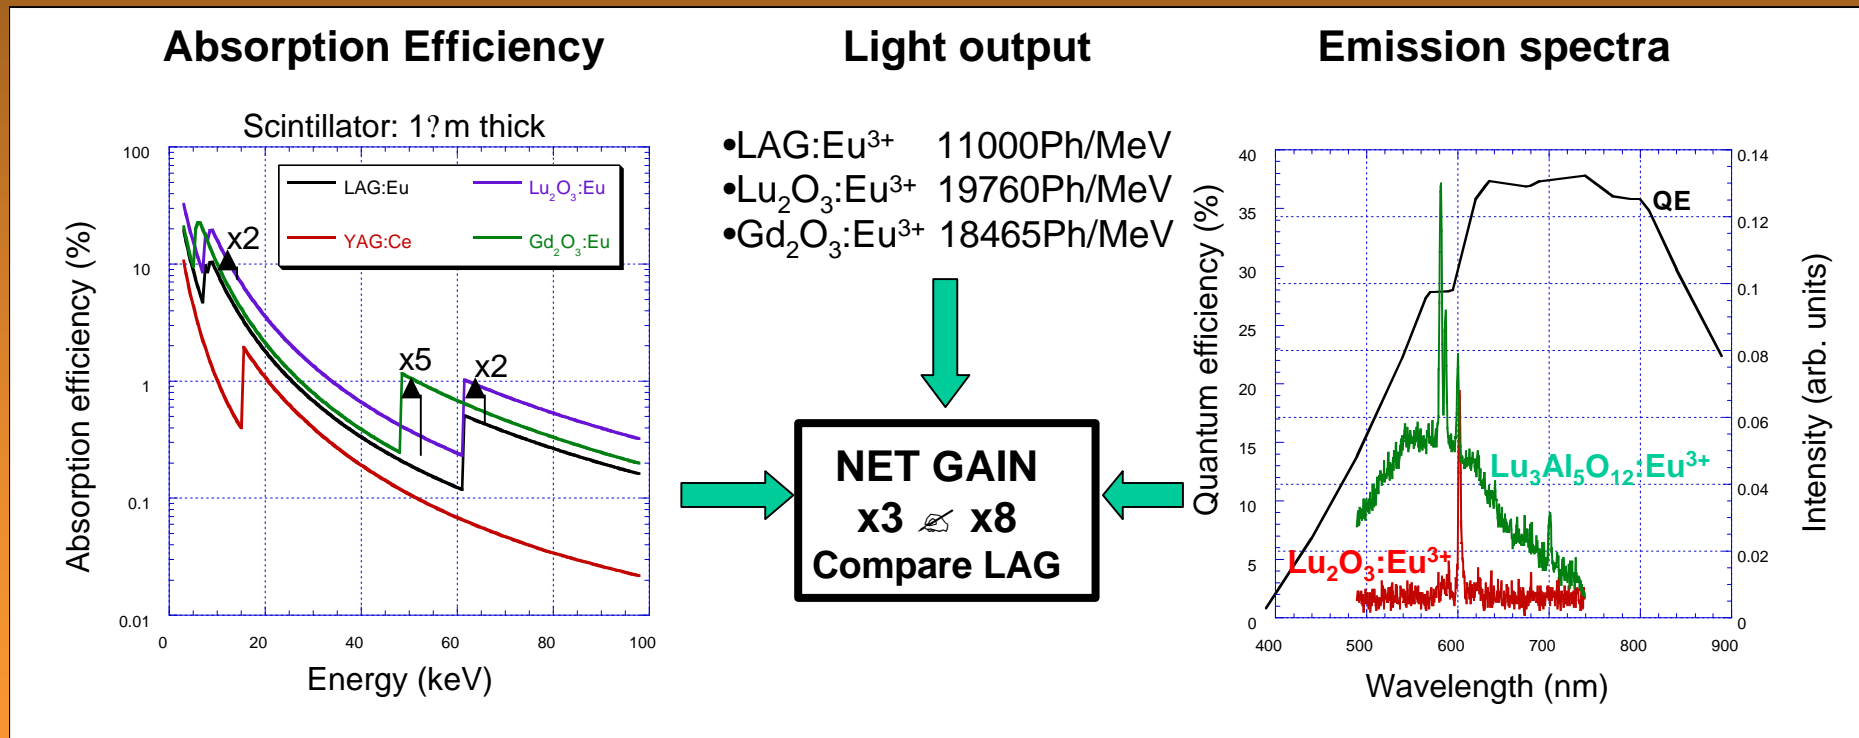 Absorption Efficiency
Scintillator: 1?m thick
Absorption efficiency (%)
100
10
1
0.1
0.01
LAG:Eu
Lu2O3:Eu
YAG:Ce
Gd2O3:Eu
x2
x5
x2
0
20
40
60
80
100
Energy (keV)
Light output
•LAG:Eu3+ 11000Ph/MeV
•Lu2O3:Eu3+ 19760Ph/MeV
•Gd2O3:Eu3+ 18465Ph/MeV
NET GAIN
x3 ✍ x8
Compare LAG
Emission spectra
Quantum efficiency (%)
40
35
30
25
20
15
10
5
0
QE
Lu3Al5O12:Eu3+
Lu2O3:Eu3+
0.14
0.12
0.1
0.08
0.06
0.04
0.02
0
Intensity (arb. units)
400
500
600
700
800
900
Wavelength (nm)